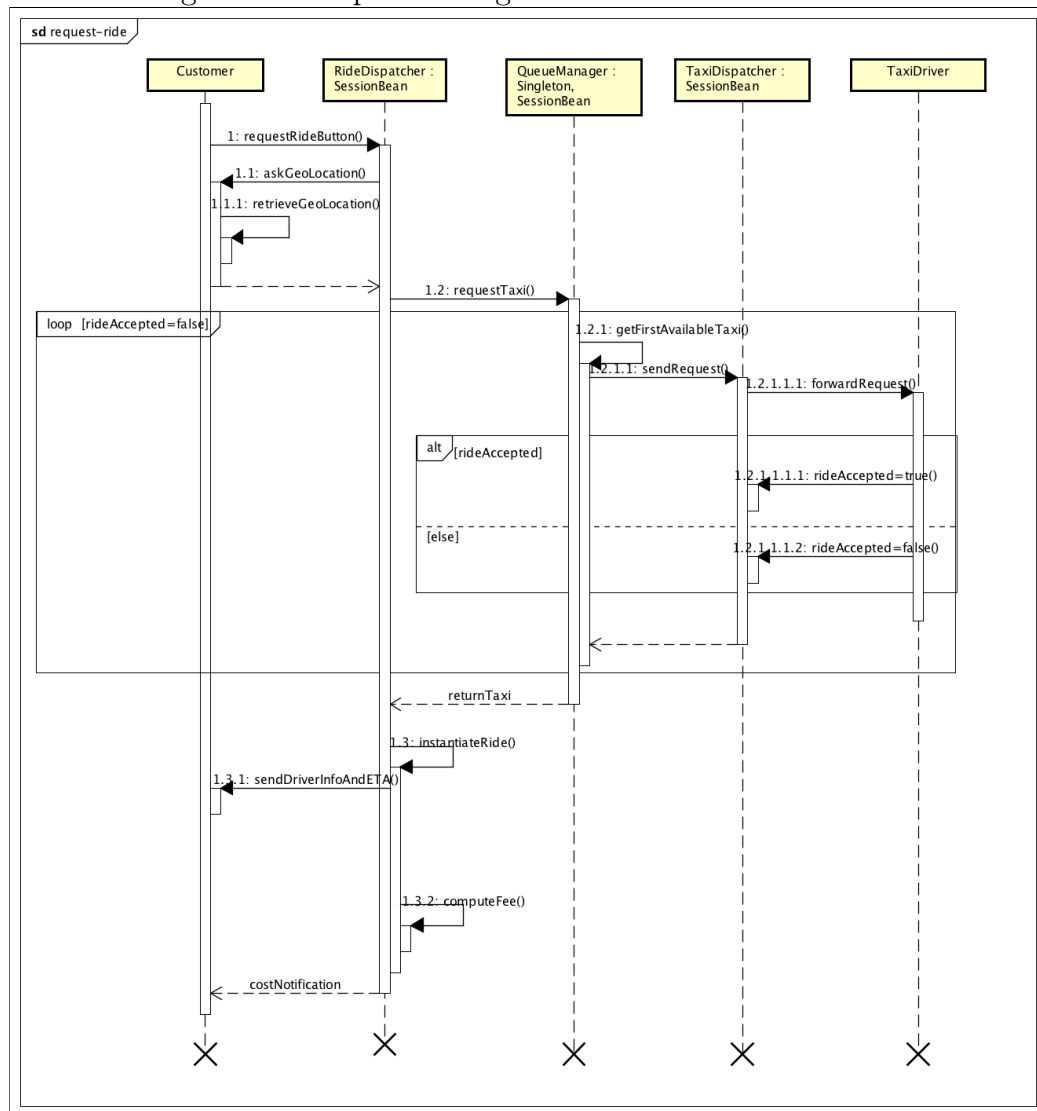 sd request-ride
Customer
RideDispatcher :
SessionBean
QueueManager :
Singleton,
SessionBean
TaxiDispatcher :
SessionBean
TaxiDriver
1: requestRideButton()
1.1: askGeoLocation()
1.1.1: retrieveGeoLocation()
1.2: requestTaxi()
loop [rideAccepted=false]
1.2.1: getFirstAvailableTaxi()
1.2.1.1: sendRequest()
1.2.1.1.1: forwardRequest()
alt [rideAccepted]
1.2.1.1.1.1: rideAccepted=true()
[else]
1.2.1.1.1.2: rideAccepted=false()
returnTaxi
1.3: instantiateRide()
1.3.1: sendDriverInfoAndETA()
1.3.2: computeFee()
costNotification